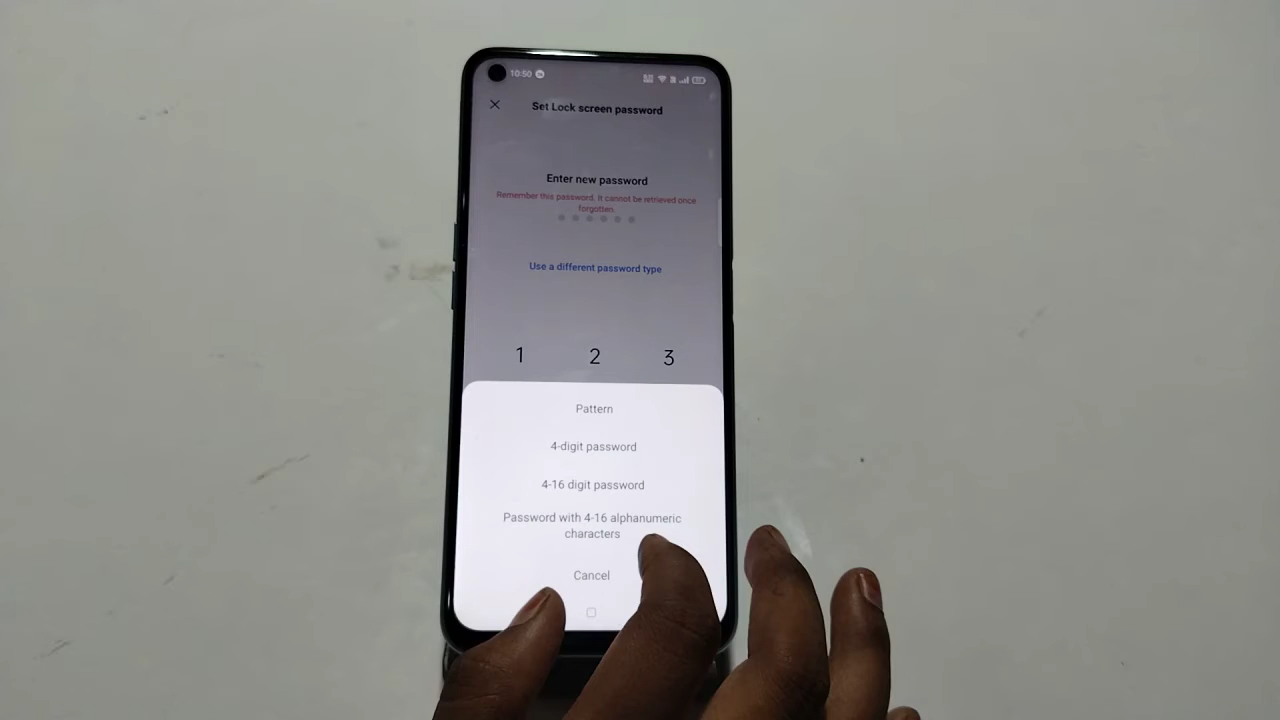 10:50
Set Lock screen password
Enter new password
Remember this password. It cannot be retrieved once
forgotten.
Use a different password type
1 2 3
Pattern
4-digit password
4-16 digit password
Password with 4-16 alphanumeric
characters
Cancel